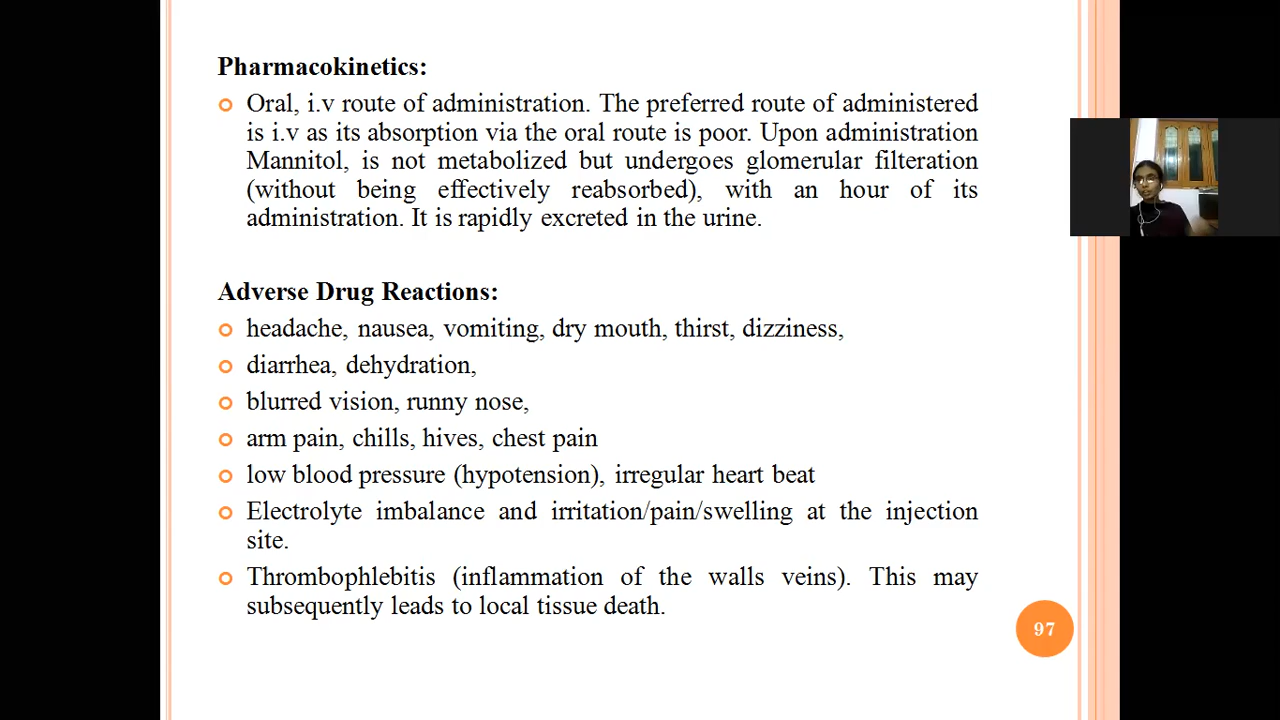 Pharmacokinetics:
Oral, i.v route of administration. The preferred route of administered
is i.v as its absorption via the oral route is poor. Upon administration
Mannitol, is not metabolized but undergoes glomerular filteration
(without being effectively reabsorbed), with an hour of its
administration. It is rapidly excreted in the urine.
Adverse Drug Reactions:
headache, nausea, vomiting, dry mouth, thirst, dizziness,
diarrhea, dehydration,
blurred vision, runny nose,
arm pain, chills, hives, chest pain
low blood pressure (hypotension), irregular heart beat
Electrolyte imbalance and irritation/pain/swelling at the injection
site.
Thrombophlebitis (inflammation of the walls veins). This may
subsequently leads to local tissue death.
97